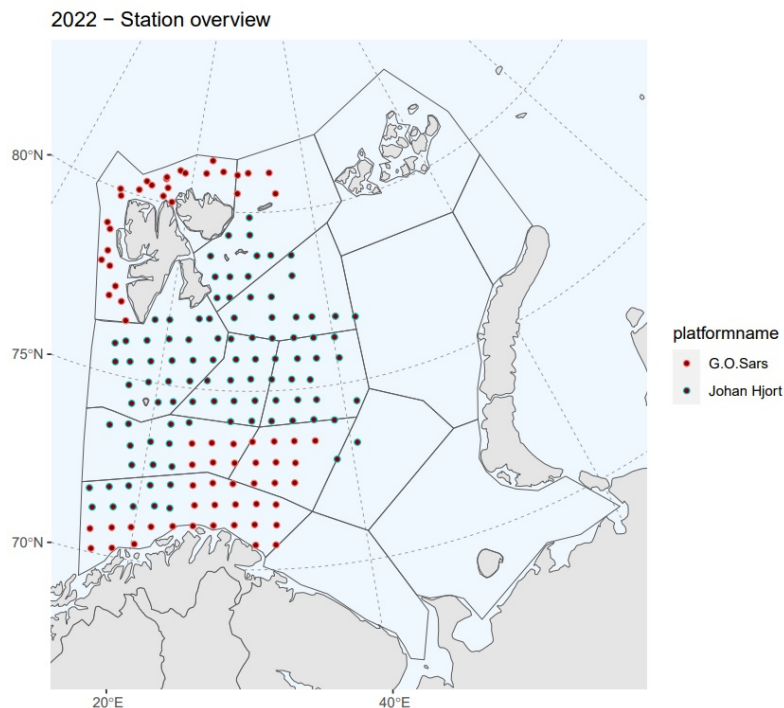 2022 − Station overview
80°N
75°N
70°N
20°E
40°E
platformname
G.O.Sars
Johan Hjort